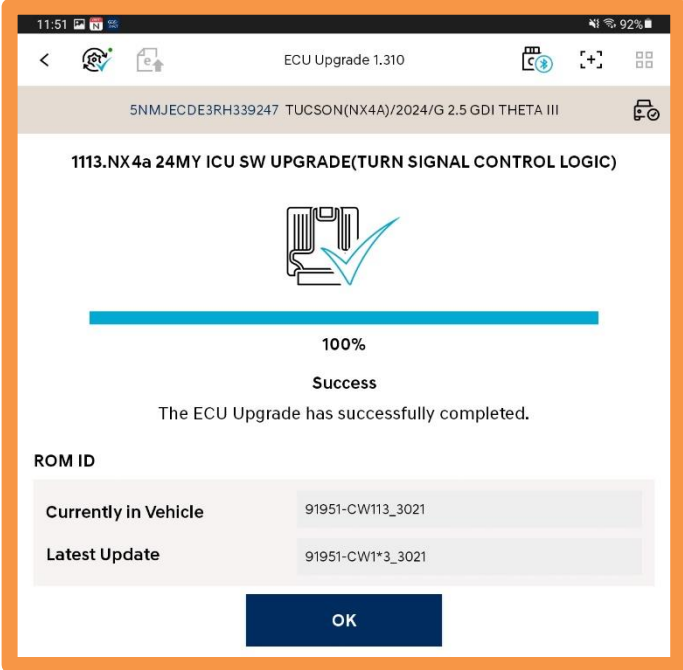 11:51 92%
ECU Upgrade 1.310
5NMJECDE3RH339247 TUCSON(NX4A)/2024/G 2.5 GDI THETA III
1113.NX4a 24MY ICU SW UPGRADE(TURN SIGNAL CONTROL LOGIC)
100%
Success
The ECU Upgrade has successfully completed.
ROM ID
Currently in Vehicle 91951-CW113_3021
Latest Update 91951-CW1*3_3021
OK